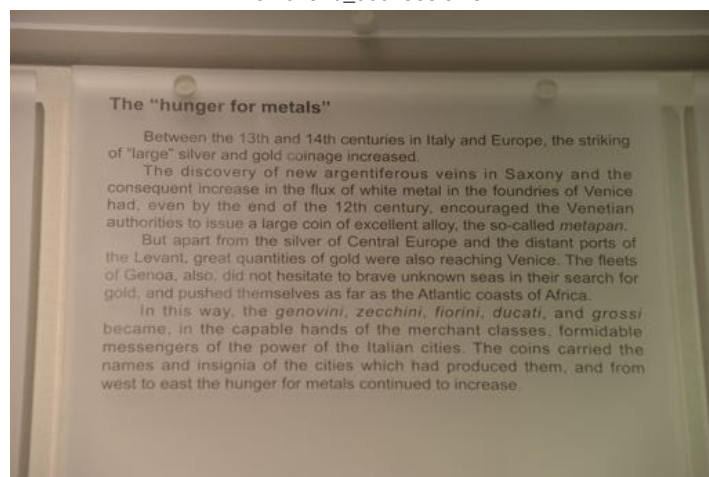 The “hunger for metals”
Between the 13th and 14th centuries in Italy and Europe, the striking
of “large” silver and gold coinage increased.
The discovery of new argentiferous veins in Saxony and the
consequent increase in the flux of white metal in the foundries of Venice
had, even by the end of the 12th century, encouraged the Venetian
authorities to issue a large coin of excellent alloy, the so-called metapan.
But apart from the silver of Central Europe and the distant ports of
the Levant, great quantities of gold were also reaching Venice. The fleets
of Genoa, also, did not hesitate to brave unknown seas in their search for
gold, and pushed themselves as far as the Atlantic coasts of Africa.
In this way, the genovini, zecchini, fiorini, ducati, and grossi
became, in the capable hands of the merchant classes, formidable
messengers of the power of the Italian cities. The coins carried the
names and insignia of the cities which had produced them, and from
west to east the hunger for metals continued to increase.